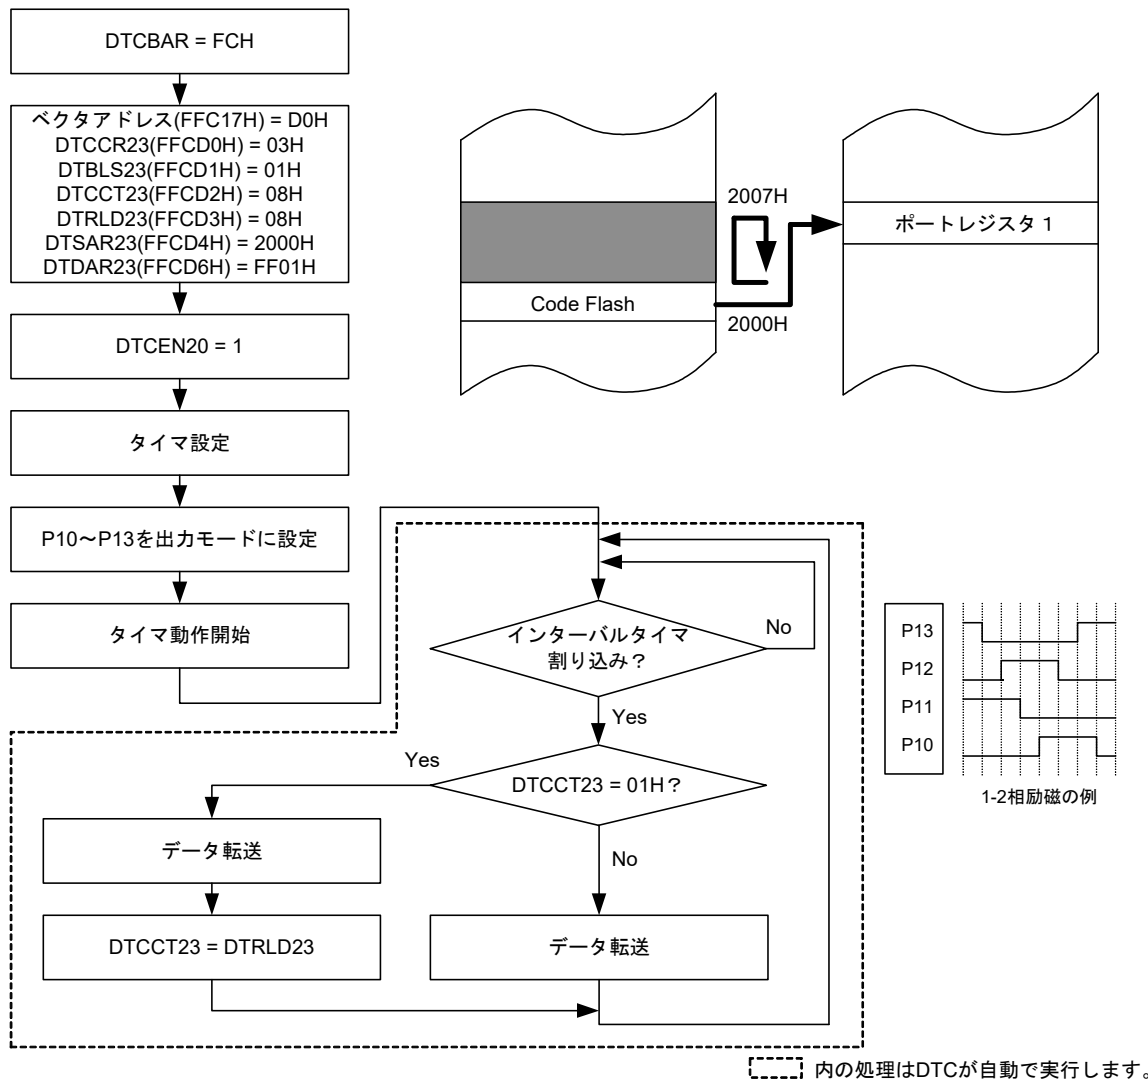 DTCBAR = FCH
ベクタアドレス(FFC17H) = D0H
DTCCR23(FFCD0H) = 03H
DTBLS23(FFCD1H) = 01H
DTCCT23(FFCD2H) = 08H
DTRLD23(FFCD3H) = 08H
DTSAR23(FFCD4H) = 2000H
DTDAR23(FFCD6H) = FF01H
DTCEN20 = 1
タイマ設定
P10～P13を出力モードに設定
タイマ動作開始
2007H
Code Flash
2000H
ポートレジスタ 1
インターバルタイマ
割り込み？
No
Yes
DTCCT23 = 01H？
Yes
No
データ転送
DTCCT23 = DTRLD23
データ転送
P13
P12
P11
P10
1-2相励磁の例
内の処理はDTCが自動で実行します。